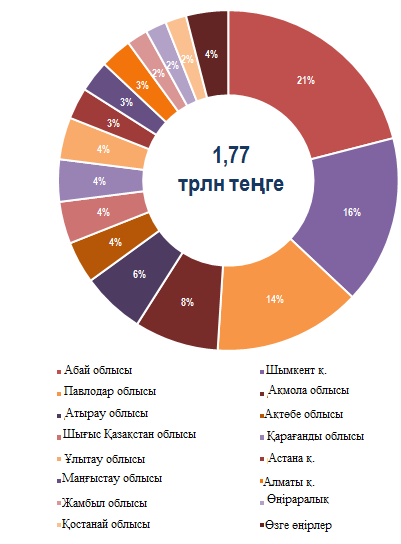 21%
16%
14%
8%
6%
4%
4%
4%
4%
3%
3%
3%
2%
2%
2%
4%
1,77
трлн теңге
Абай облысы
Шымкент қ.
Павлодар облысы
Ақмола облысы
Атырау облысы
Ақтөбе облысы
Шығыс Қазақстан облысы
Қарағанды облысы
Ұлытау облысы
Астана қ.
Маңғыстау облысы
Алматы қ.
Жамбыл облысы
Өңіраралық
Қостанай облысы
Өзге өңірлер